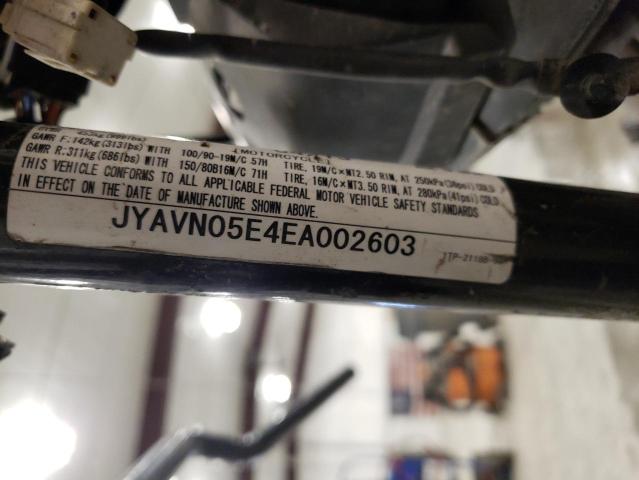 (MOTORCYCLE)
GAWR F:142kg(313lbs) WITH 100/90-19M/C 57H TIRE, 19M/C×MT2.50 RIM, AT 250kPa(36psi) COLD
GAWR R:311kg(686lbs) WITH 150/80B16M/C 71H TIRE, 16M/C×MT3.50 RIM, AT 280kPa(41psi) COLD
THIS VEHICLE CONFORMS TO ALL APPLICABLE FEDERAL MOTOR VEHICLE SAFETY STANDARDS
IN EFFECT ON THE DATE OF MANUFACTURE SHOWN ABOVE.
JYAVN05E4EA002603